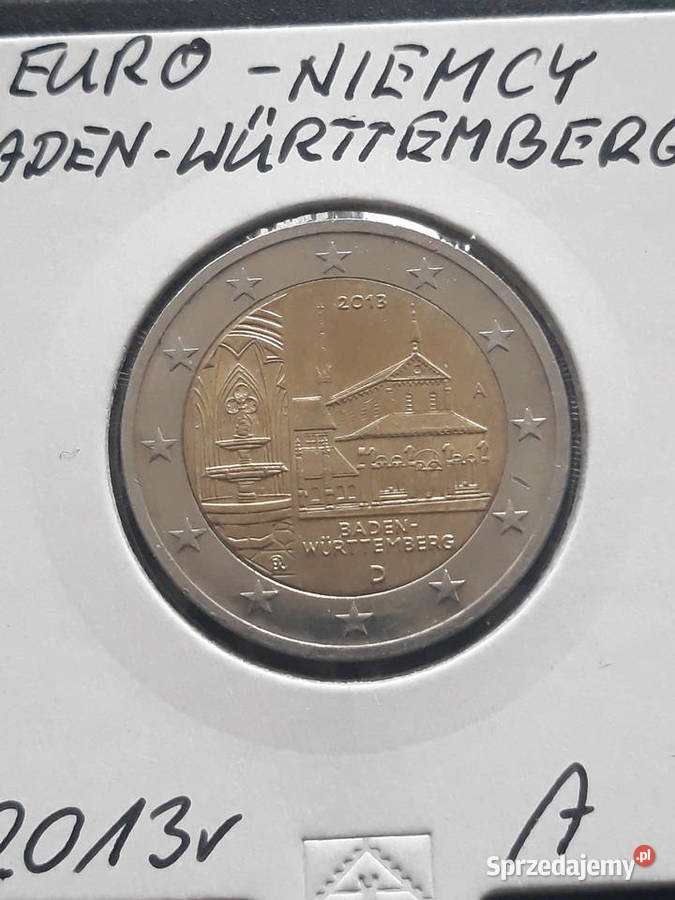 EURO - NIEMCY
ADEN-WÜRTTEMBERG
2013
A
BADEN-
WÜRTTEMBERG
D
2013r
A
Sprzedajemy.pl